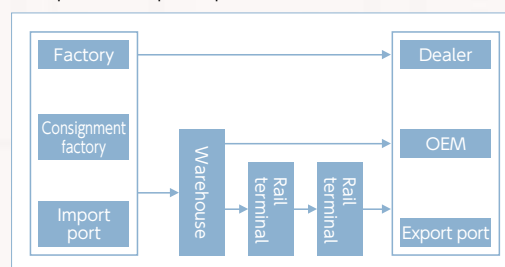 Factory
Dealer
Consignment
factory
OEM
Warehouse
Rail
terminal
Rail
terminal
Import
port
Export port